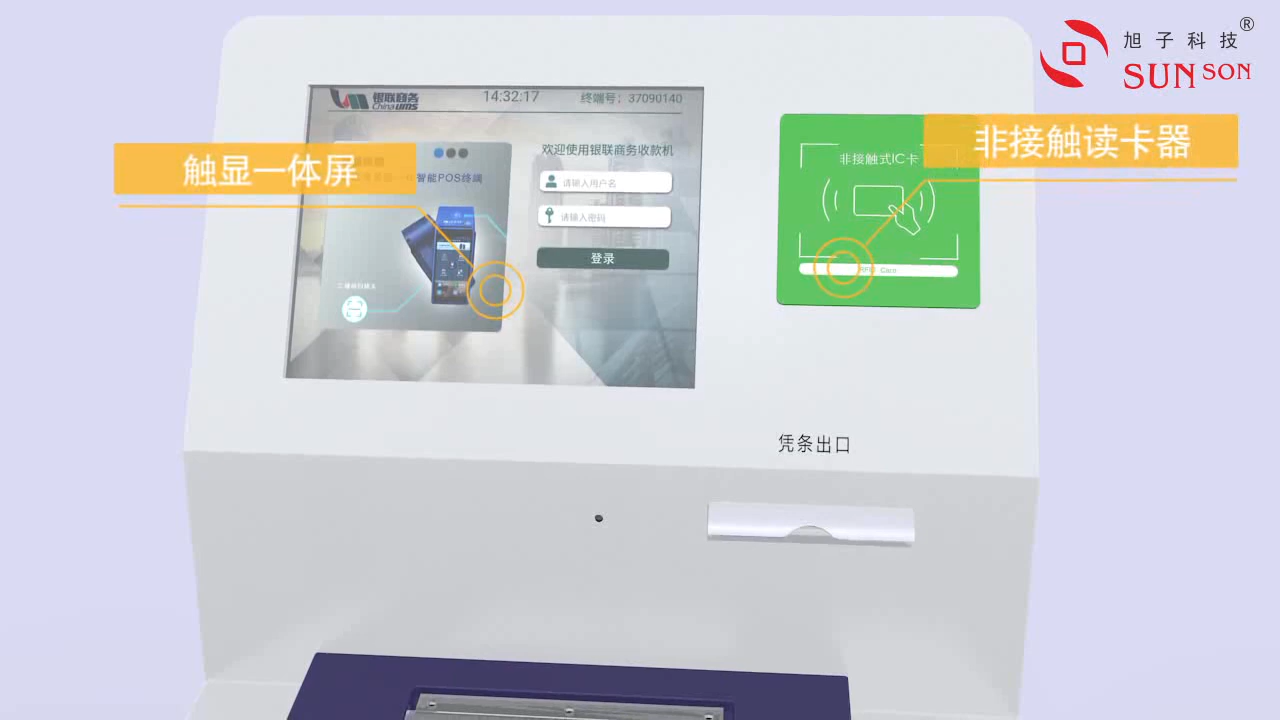 旭子科技®
SUNSON
银联商务
China ums
14:32:17
终端号：37090140
触显一体屏
非接触读卡器
欢迎使用银联商务收款机
智能POS终端
请输入用户名
请输入密码
登录
非接触式IC卡
凭条出口